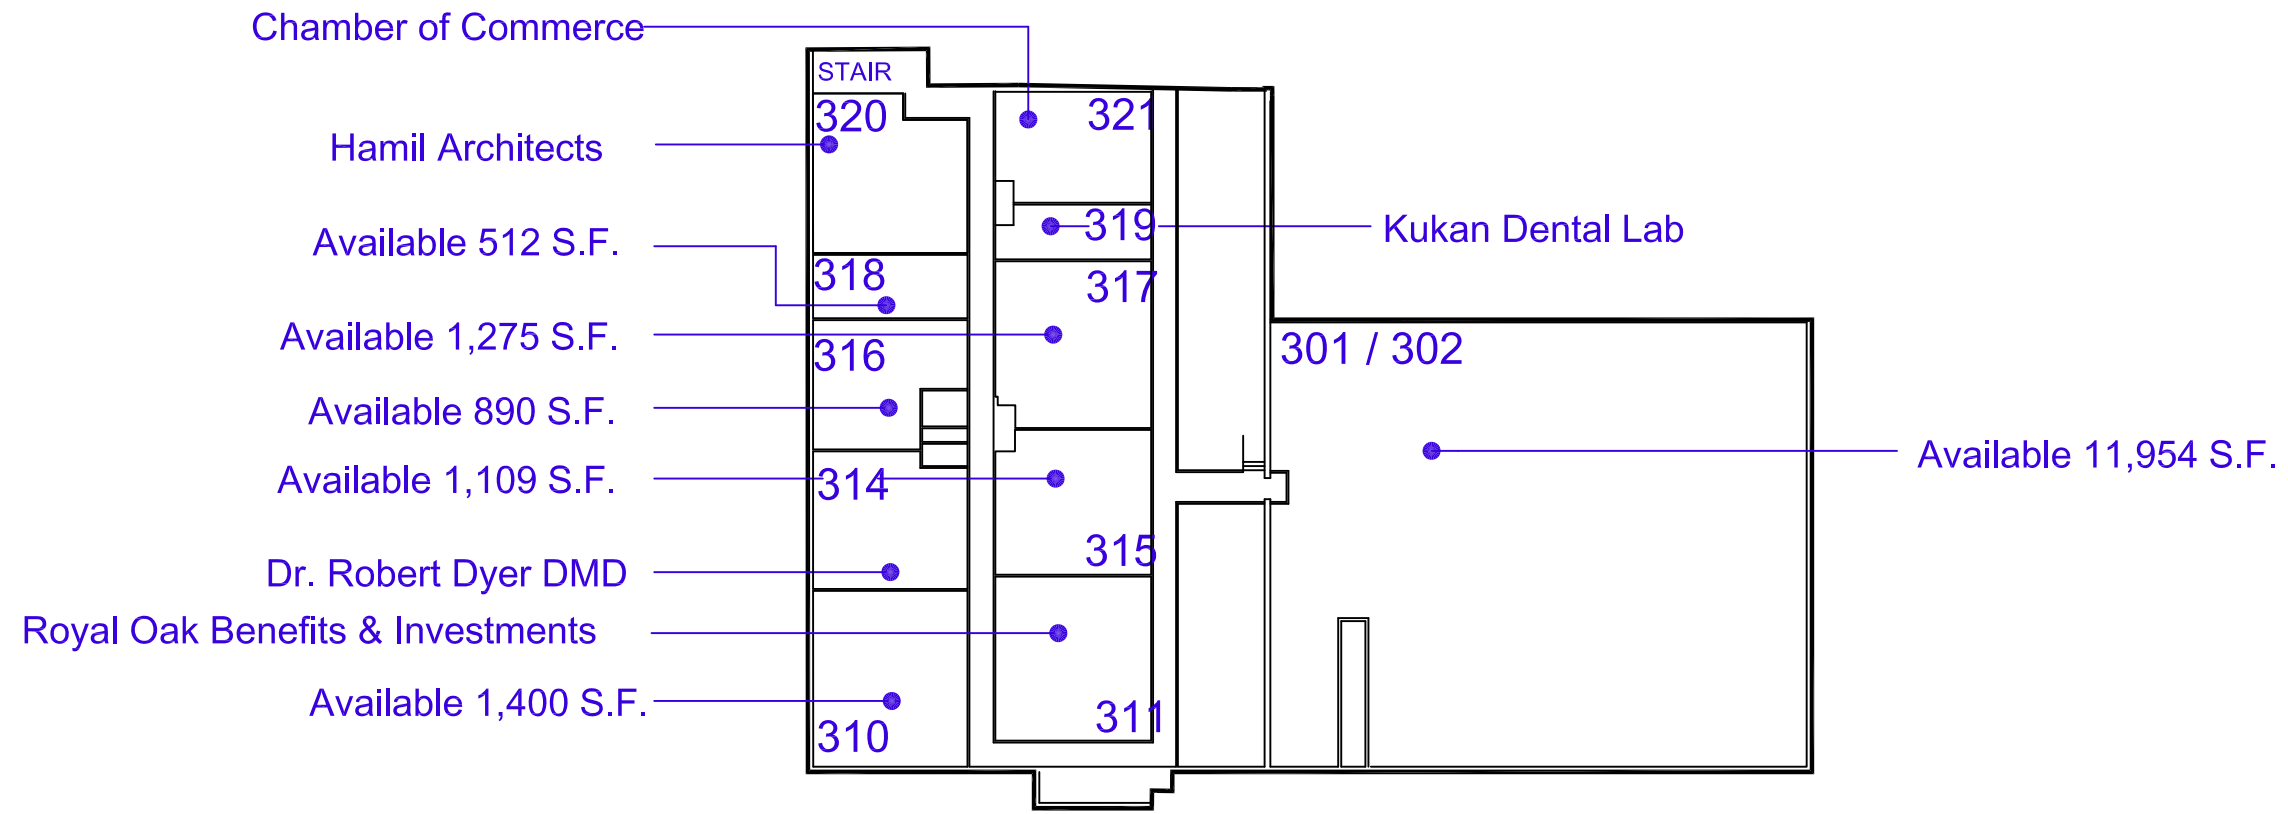 Chamber of Commerce
STAIR
320
321
Hamil Architects
319
Kukan Dental Lab
Available 512 S.F.
318
317
Available 1,275 S.F.
316
301 / 302
Available 890 S.F.
Available 11,954 S.F.
Available 1,109 S.F.
314
315
Dr. Robert Dyer DMD
Royal Oak Benefits & Investments
Available 1,400 S.F.
311
310